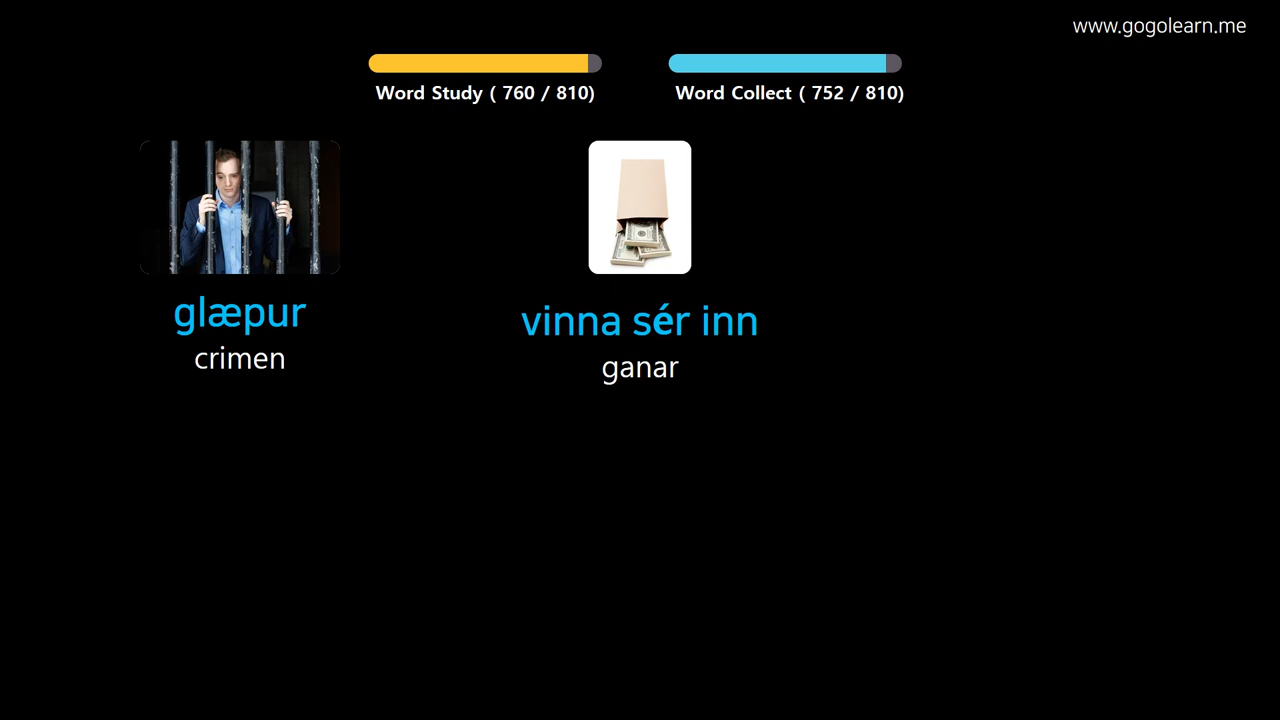 www.gogolearn.me
Word Study ( 760 / 810)
Word Collect ( 752 / 810)
glæpur
crimen
vinna sér inn
ganar